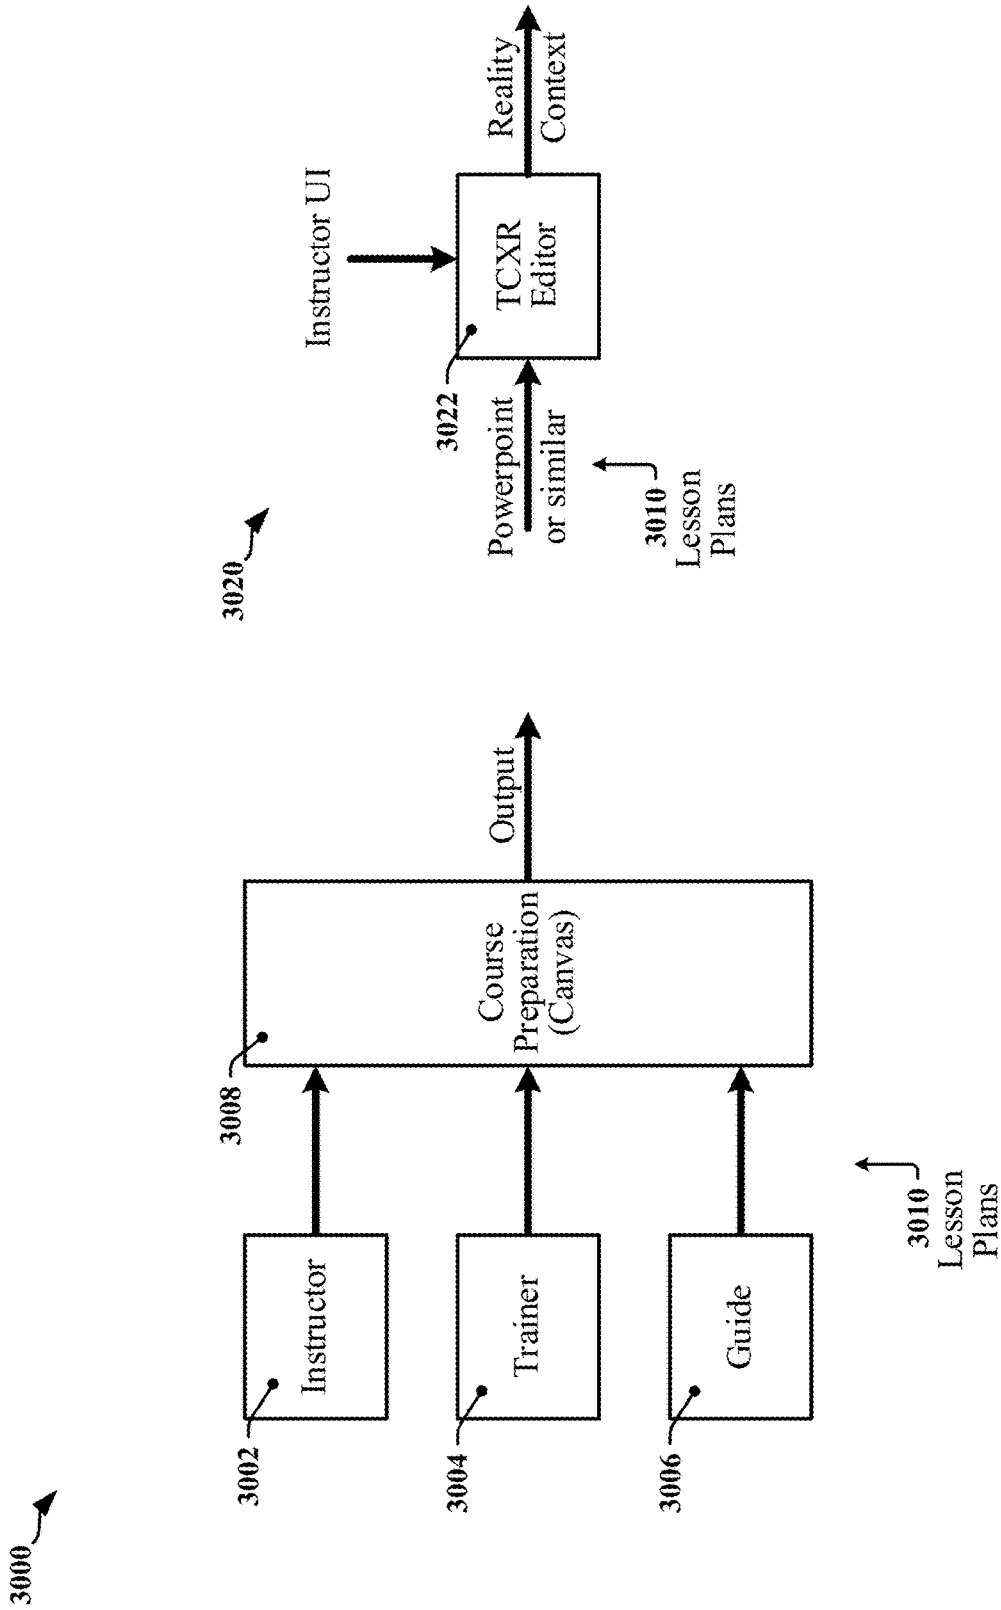 3000
3002
Instructor
3004
Trainer
3006
Guide
3008
Course
Preparation
(Canvas)
3010
Lesson
Plans
Output
3020
Instructor UI
3022
TCXR
Editor
Powerpoint
or similar
3010
Lesson
Plans
Reality
Context